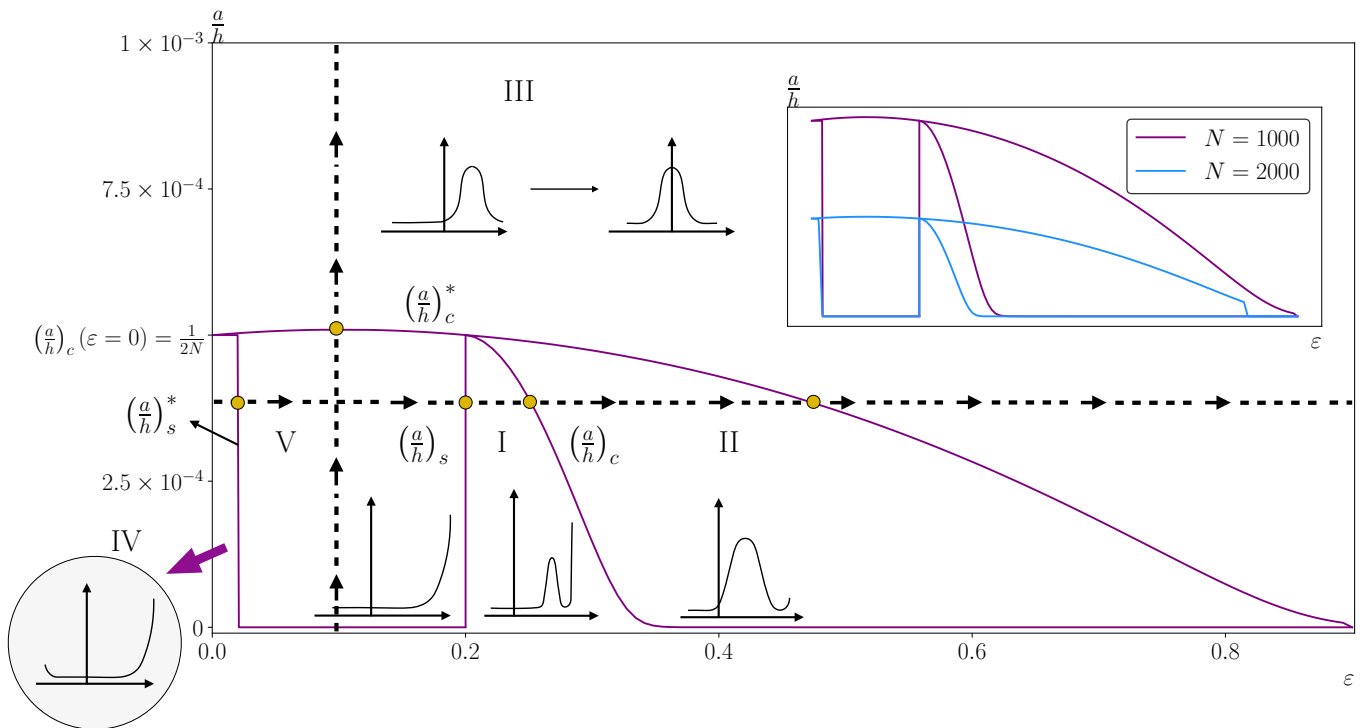 a/h
1 × 10⁻³
III
a/h
N = 1000
N = 2000
ε
7.5 × 10⁻⁴
(a/h)*_c
(a/h)_c (ε = 0) = 1/2N
(a/h)*_s
V
(a/h)_s
I
(a/h)_c
II
2.5 × 10⁻⁴
IV
0
0.0
0.2
0.4
0.6
0.8
ε